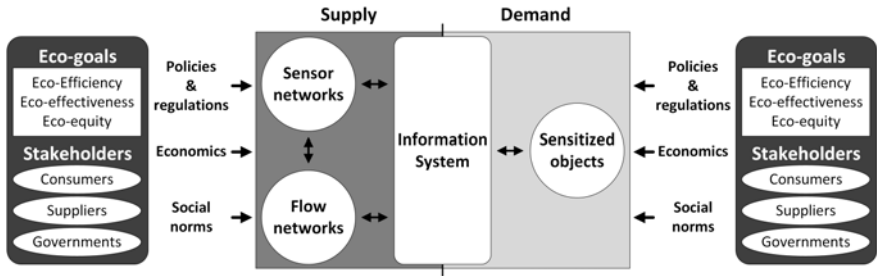 Supply
Demand
Eco-goals
Eco-Efficiency
Eco-effectiveness
Eco-equity
Stakeholders
Consumers
Suppliers
Governments
Policies
&
regulations
Economics
Social
norms
Sensor
networks
Flow
networks
Information
System
Sensitized
objects
Policies
&
regulations
Economics
Social
norms
Eco-goals
Eco-Efficiency
Eco-effectiveness
Eco-equity
Stakeholders
Consumers
Suppliers
Governments